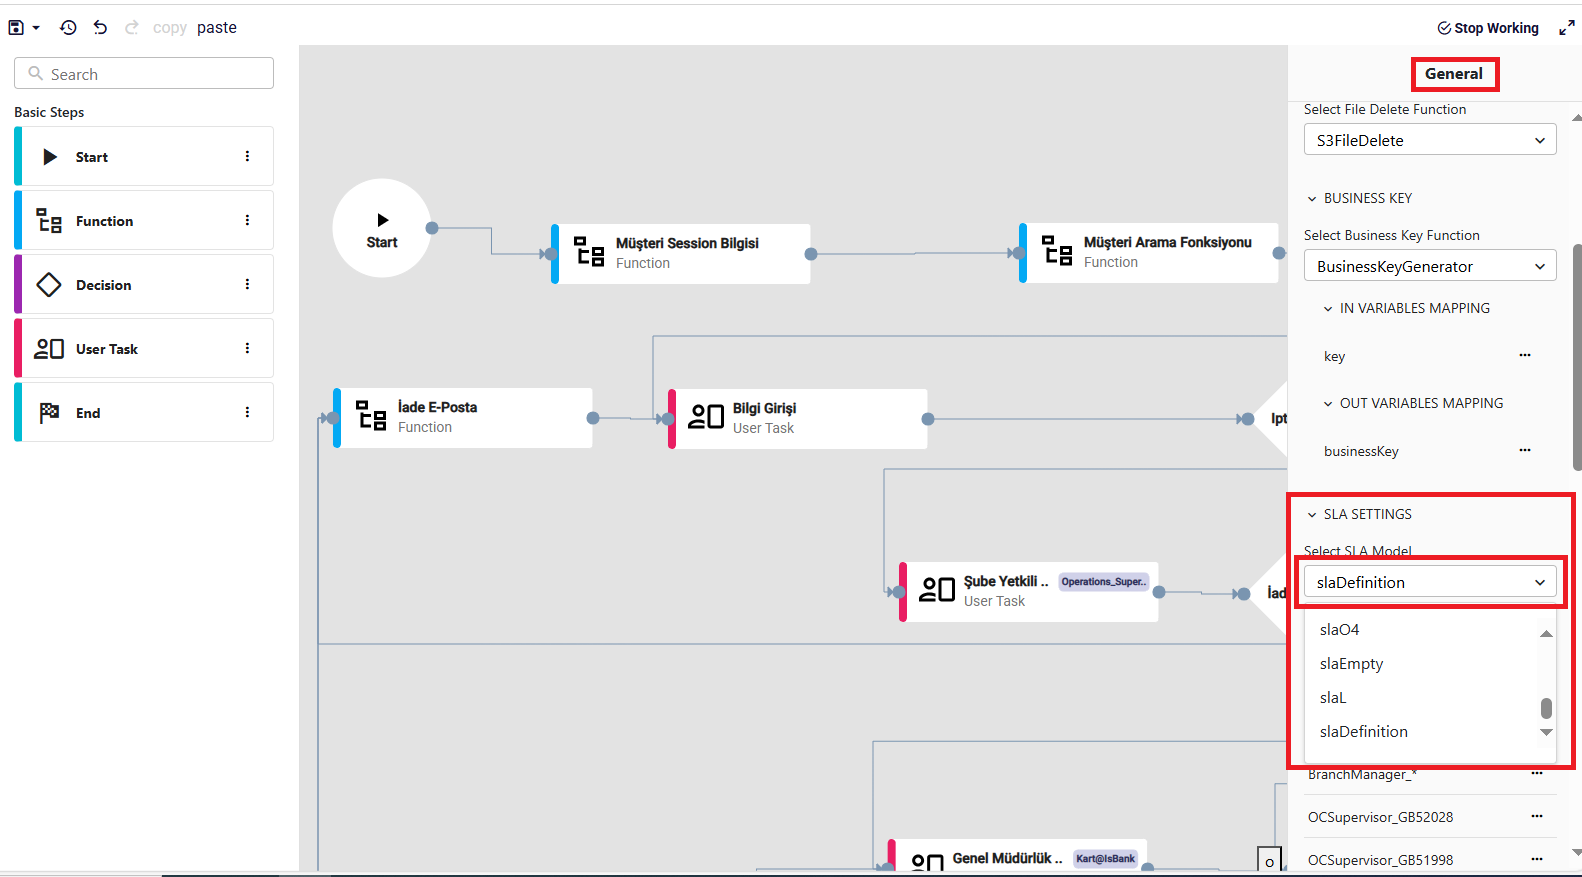 copy paste
Stop Working
Search
Basic Steps
Start
Function
Decision
User Task
End
Start
Müşteri Session Bilgisi
Function
Müşteri Arama Fonksiyonu
Function
İade E-Posta
Function
Bilgi Girişi
User Task
Ipt
Şube Yetkili .. Operations_Super..
User Task
İad
Genel Müdürlük .. Kart@IsBank
O
General
Select File Delete Function
S3FileDelete
BUSINESS KEY
Select Business Key Function
BusinessKeyGenerator
IN VARIABLES MAPPING
key
OUT VARIABLES MAPPING
businessKey
SLA SETTINGS
Select SLA Model
slaDefinition
slaO4
slaEmpty
slaL
slaDefinition
BranchManager_*
OCSupervisor_GB52028
OCSupervisor_GB51998